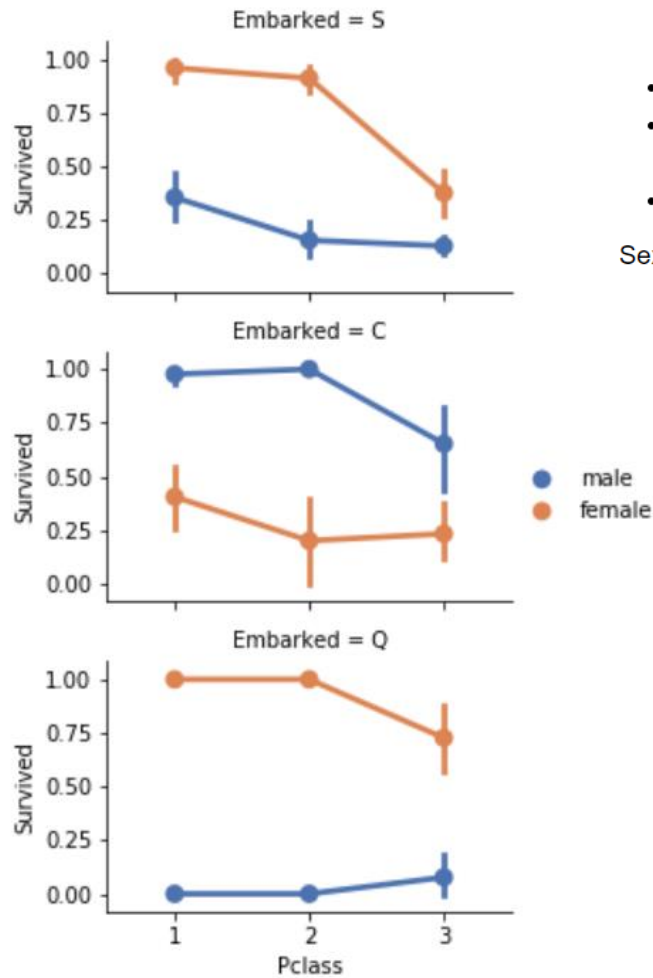 Embarked = S
1.00
0.75
0.50
0.25
0.00
Survived
Embarked = C
1.00
0.75
0.50
0.25
0.00
Survived
male
female
Embarked = Q
1.00
0.75
0.50
0.25
0.00
Survived
1 2 3
Pclass